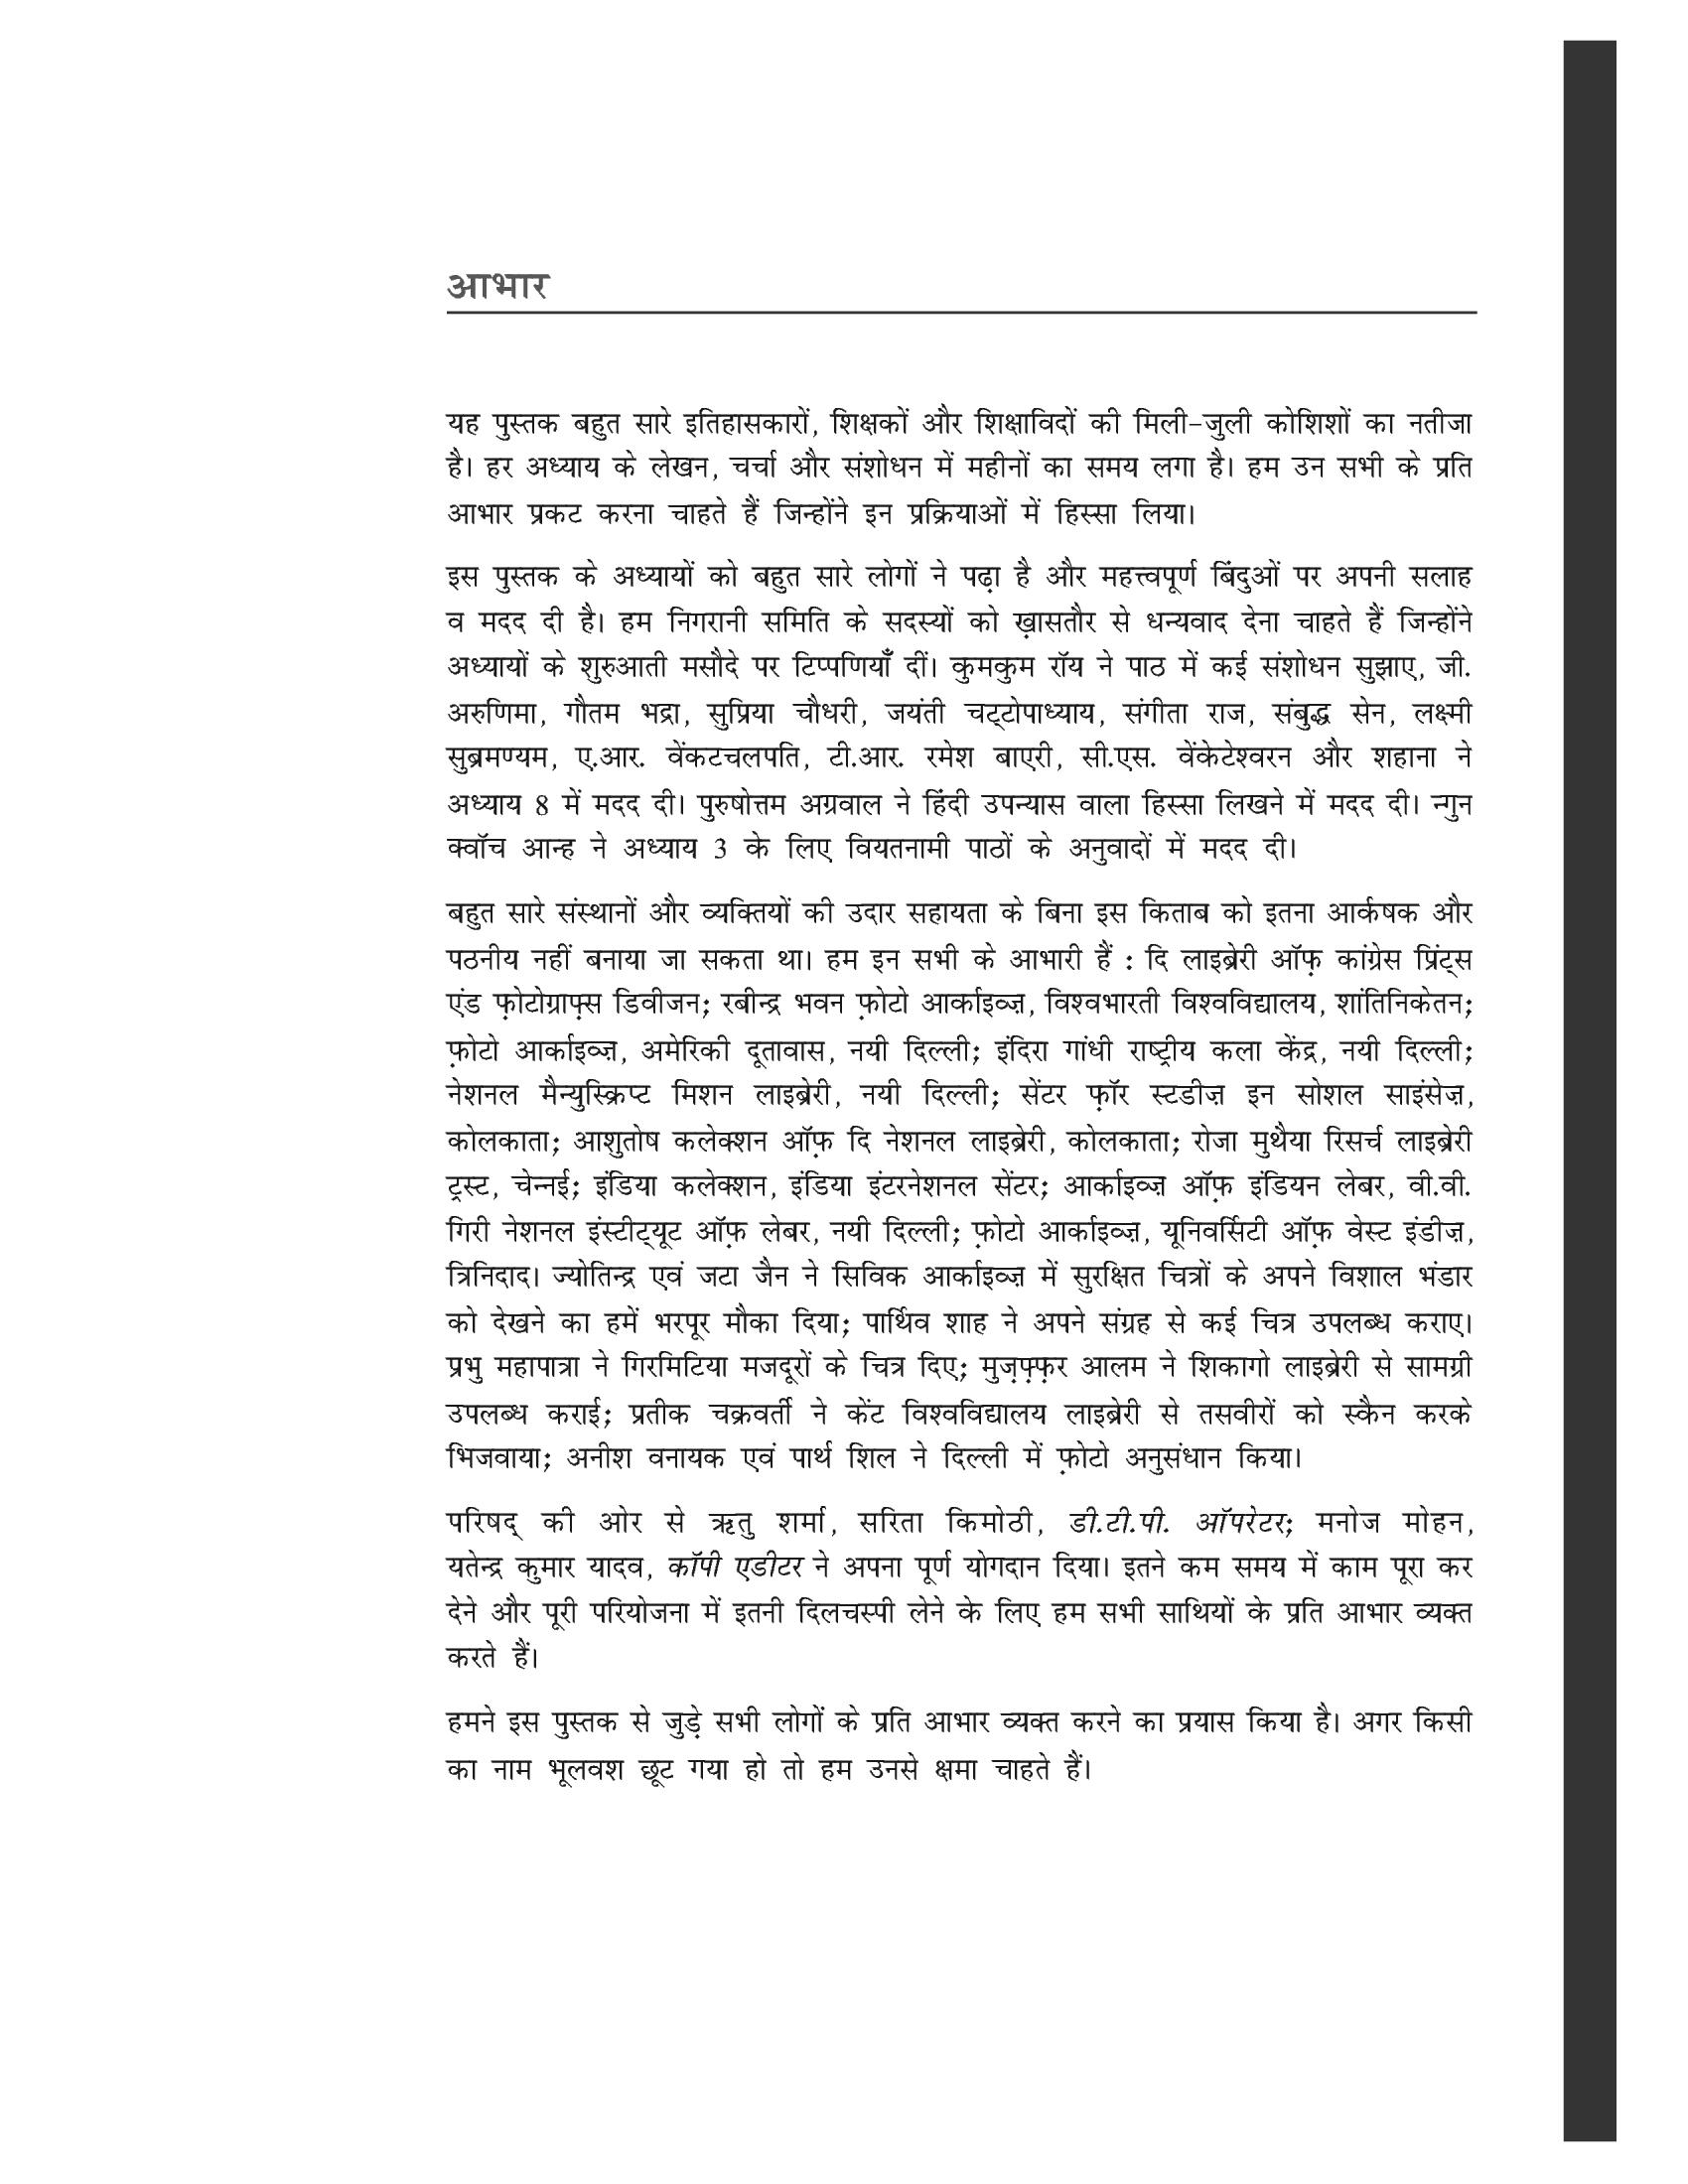 आभार
यह पुस्तक बहुत सारे इतिहासकारों, शिक्षकों और शिक्षाविदों की मिली-जुली कोशिशों का नतीजा
है। हर अध्याय के लेखन, चर्चा और संशोधन में महीनों का समय लगा है। हम उन सभी के प्रति
आभार प्रकट करना चाहते हैं जिन्होंने इन प्रक्रियाओं में हिस्सा लिया।
इस पुस्तक के अध्यायों को बहुत सारे लोगों ने पढ़ा है और महत्त्वपूर्ण बिंदुओं पर अपनी सलाह
व मदद दी है। हम निगरानी समिति के सदस्यों को ख़ासतौर से धन्यवाद देना चाहते हैं जिन्होंने
अध्यायों के शुरुआती मसौदे पर टिप्पणियाँ दीं। कुमकुम रॉय ने पाठ में कई संशोधन सुझाए, जी.
अरुणिमा, गौतम भद्रा, सुप्रिया चौधरी, जयंती चट्टोपाध्याय, संगीता राज, संबुद्ध सेन, लक्ष्मी
सुब्रमण्यम, ए.आर. वेंकटचलपति, टी.आर. रमेश बाएरी, सी.एस. वेंकेटेश्वरन और शहाना ने
अध्याय 8 में मदद दी। पुरुषोत्तम अग्रवाल ने हिंदी उपन्यास वाला हिस्सा लिखने में मदद दी। न्गुन
क्वॉच आन्ह ने अध्याय 3 के लिए वियतनामी पाठों के अनुवादों में मदद दी।
बहुत सारे संस्थानों और व्यक्तियों की उदार सहायता के बिना इस किताब को इतना आर्कषक और
पठनीय नहीं बनाया जा सकता था। हम इन सभी के आभारी हैं : दि लाइब्रेरी ऑफ़ कांग्रेस प्रिंट्स
एंड फ़ोटोग्राफ़्स डिवीजन; रबीन्द्र भवन फ़ोटो आर्काइव्ज़, विश्वभारती विश्वविद्यालय, शांतिनिकेतन;
फ़ोटो आर्काइव्ज़, अमेरिकी दूतावास, नयी दिल्ली; इंदिरा गांधी राष्ट्रीय कला केंद्र, नयी दिल्ली;
नेशनल मैन्युस्क्रिप्ट मिशन लाइब्रेरी, नयी दिल्ली; सेंटर फ़ॉर स्टडीज़ इन सोशल साइंसेज़,
कोलकाता; आशुतोष कलेक्शन ऑफ़ दि नेशनल लाइब्रेरी, कोलकाता; रोजा मुथैया रिसर्च लाइब्रेरी
ट्रस्ट, चेन्नई; इंडिया कलेक्शन, इंडिया इंटरनेशनल सेंटर; आर्काइव्ज़ ऑफ़ इंडियन लेबर, वी.वी.
गिरी नेशनल इंस्टीट्यूट ऑफ़ लेबर, नयी दिल्ली; फ़ोटो आर्काइव्ज़, यूनिवर्सिटी ऑफ़ वेस्ट इंडीज़,
त्रिनिदाद। ज्योतिन्द्र एवं जटा जैन ने सिविक आर्काइव्ज़ में सुरक्षित चित्रों के अपने विशाल भंडार
को देखने का हमें भरपूर मौका दिया; पार्थिव शाह ने अपने संग्रह से कई चित्र उपलब्ध कराए।
प्रभु महापात्रा ने गिरमिटिया मजदूरों के चित्र दिए; मुज़फ़्फ़र आलम ने शिकागो लाइब्रेरी से सामग्री
उपलब्ध कराई; प्रतीक चक्रवर्ती ने केंट विश्वविद्यालय लाइब्रेरी से तसवीरों को स्कैन करके
भिजवाया; अनीश वनायक एवं पार्थ शिल ने दिल्ली में फ़ोटो अनुसंधान किया।
परिषद् की ओर से ऋतु शर्मा, सरिता किमोठी, डी.टी.पी. ऑपरेटर; मनोज मोहन,
यतेन्द्र कुमार यादव, कॉपी एडीटर ने अपना पूर्ण योगदान दिया। इतने कम समय में काम पूरा कर
देने और पूरी परियोजना में इतनी दिलचस्पी लेने के लिए हम सभी साथियों के प्रति आभार व्यक्त
करते हैं।
हमने इस पुस्तक से जुड़े सभी लोगों के प्रति आभार व्यक्त करने का प्रयास किया है। अगर किसी
का नाम भूलवश छूट गया हो तो हम उनसे क्षमा चाहते हैं।